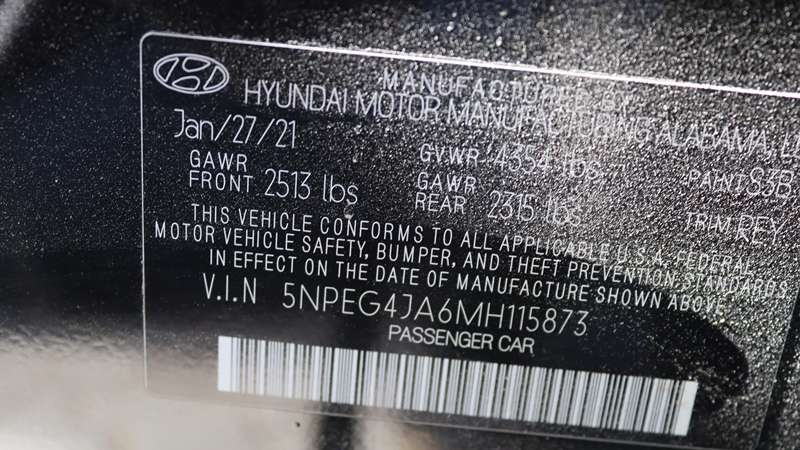 MANUFACTURED BY
HYUNDAI MOTOR MANUFACTURING ALABAMA, LL
Jan/27/21 GVWR 4354 lbs
GAWR FRONT 2513 lbs GAWR REAR 2315 lbs PAINT S3B
TRIM REY
THIS VEHICLE CONFORMS TO ALL APPLICABLE U.S.A. FEDERAL
MOTOR VEHICLE SAFETY, BUMPER, AND THEFT PREVENTION STANDARDS
IN EFFECT ON THE DATE OF MANUFACTURE SHOWN ABOVE.
V.I.N 5NPEG4JA6MH115873
PASSENGER CAR